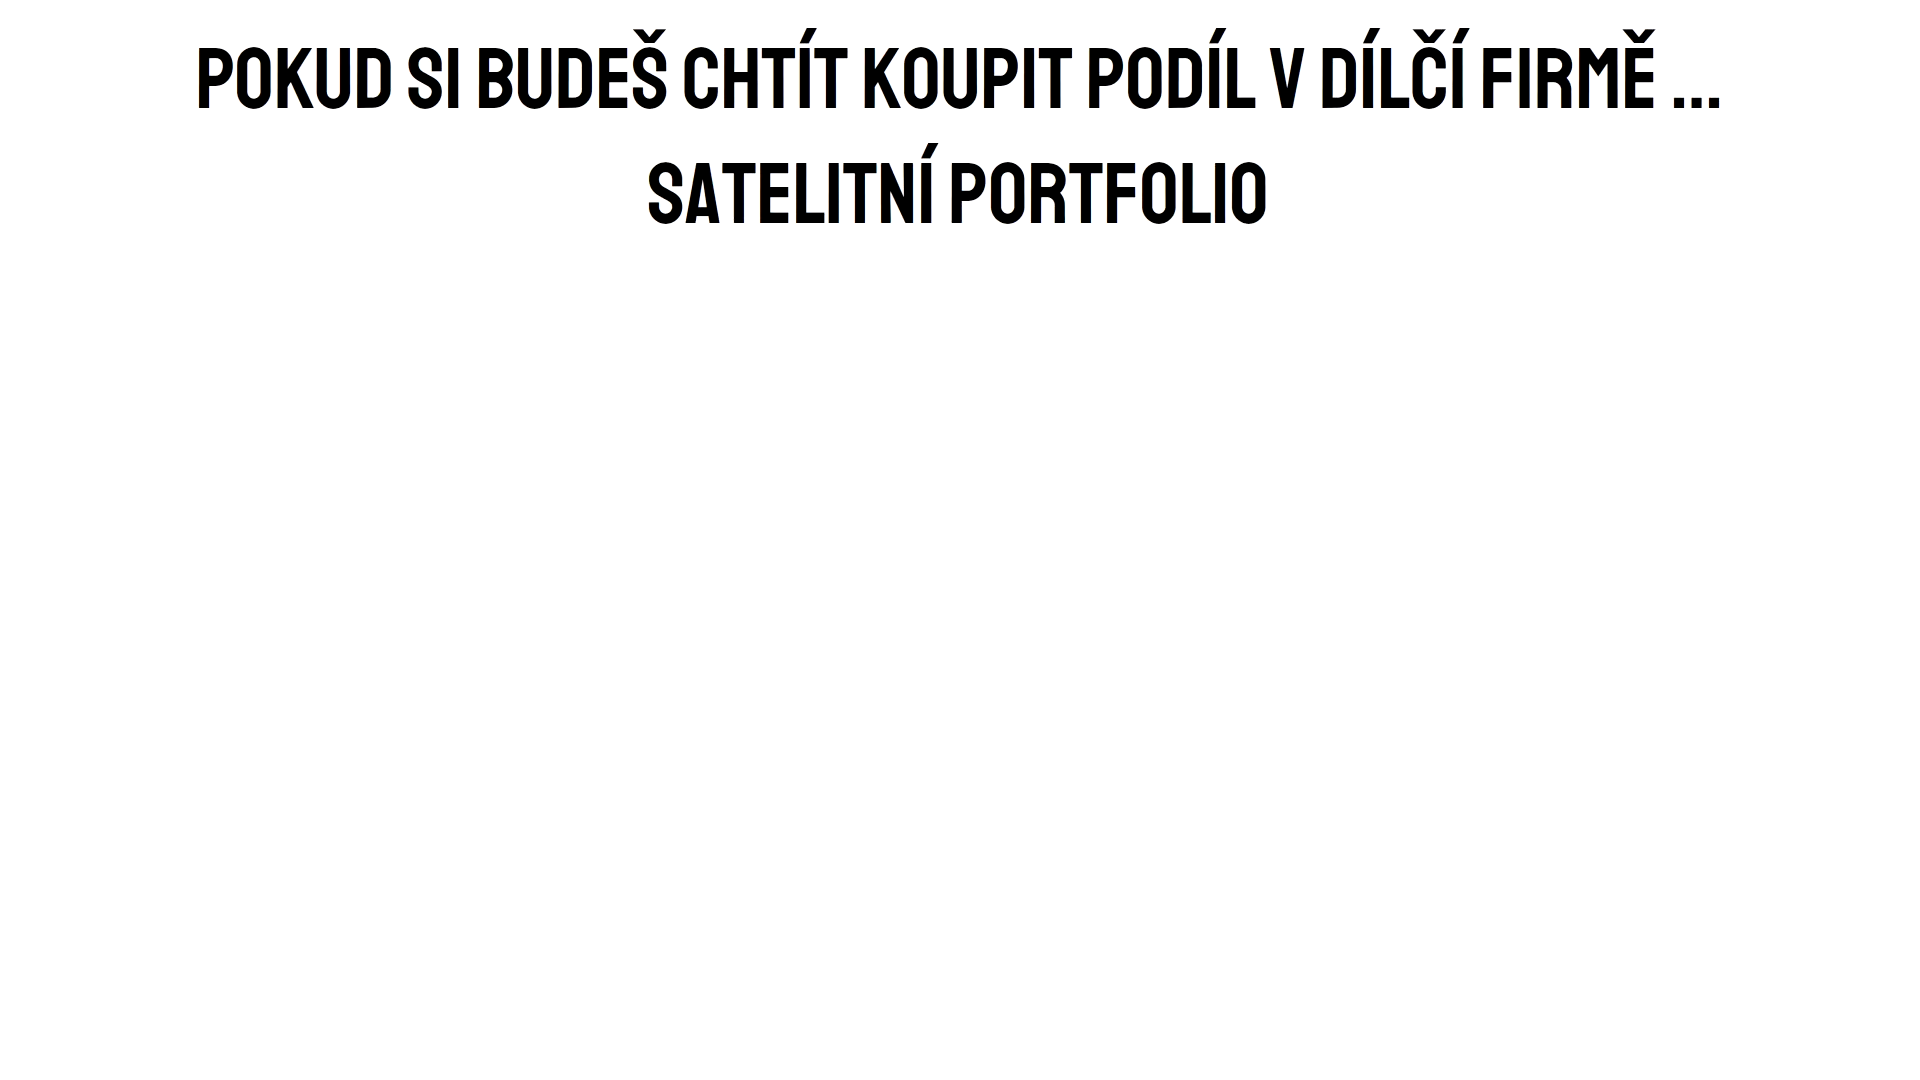 POKUD SI BUDEŠ CHTÍT KOUPIT PODÍL V DÍLČÍ FIRMĚ ...
SATELITNÍ PORTFOLIO